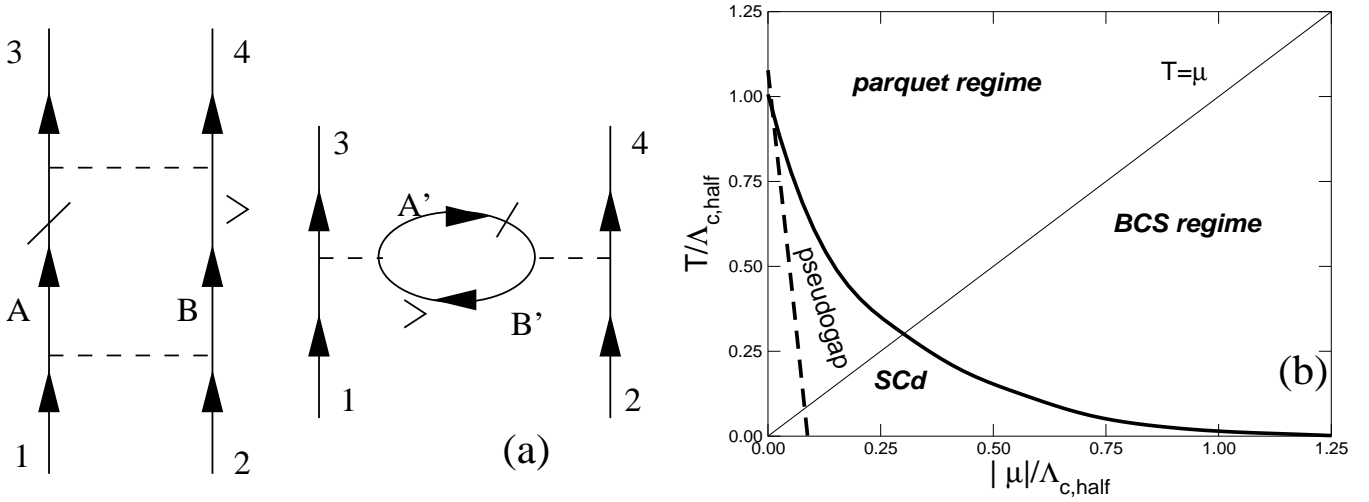 3
4
A
B
1
2
3
4
A'
B'
1
2
(a)
T/Λc,half
1.25
1.00
0.75
0.50
0.25
0.00
parquet regime
T=μ
BCS regime
pseudogap
SCd
(b)
0.00 0.25 0.50 0.75 1.00 1.25
| μ|/Λc,half